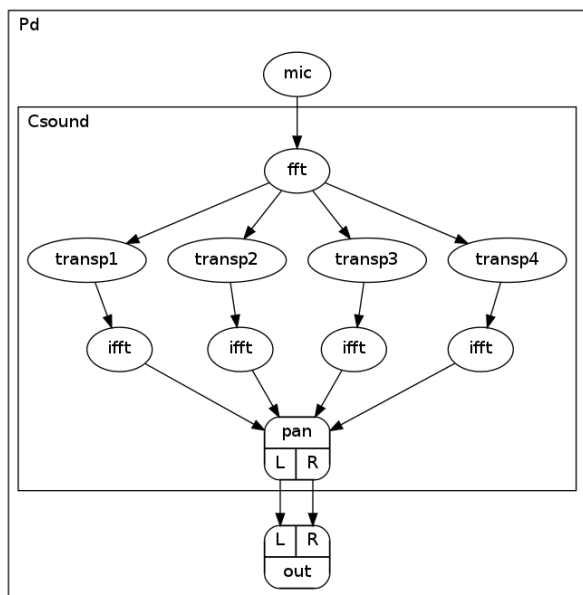 Pd
mic
Csound
fft
transp1 transp2 transp3 transp4
ifft ifft ifft ifft
pan
L R
L R
out